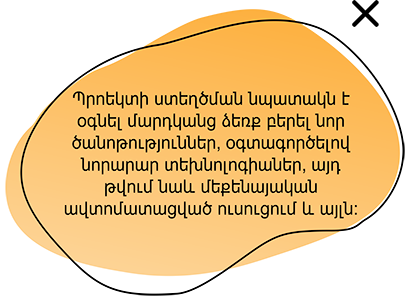 Պրոեկտի ստեղծման նպատակն է
օգնել մարդկանց ձեռք բերել նոր
ծանոթություններ, օգտագործելով
նորարար տեխնոլոգիաներ, այդ
թվում նաև մեքենայական
ավտոմատացված ուսուցում և այլն: